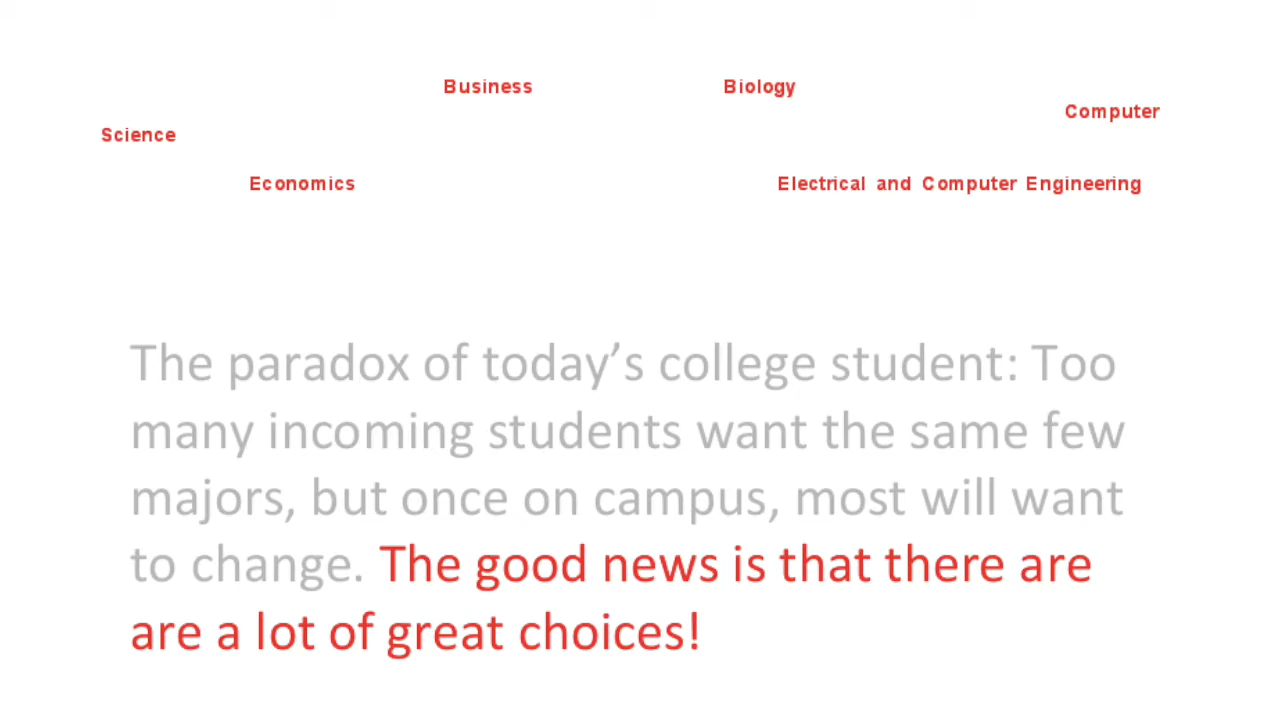 Business
Biology
Computer
Science
Economics
Electrical and Computer Engineering
The paradox of today’s college student: Too
many incoming students want the same few
majors, but once on campus, most will want
to change. The good news is that there are
are a lot of great choices!